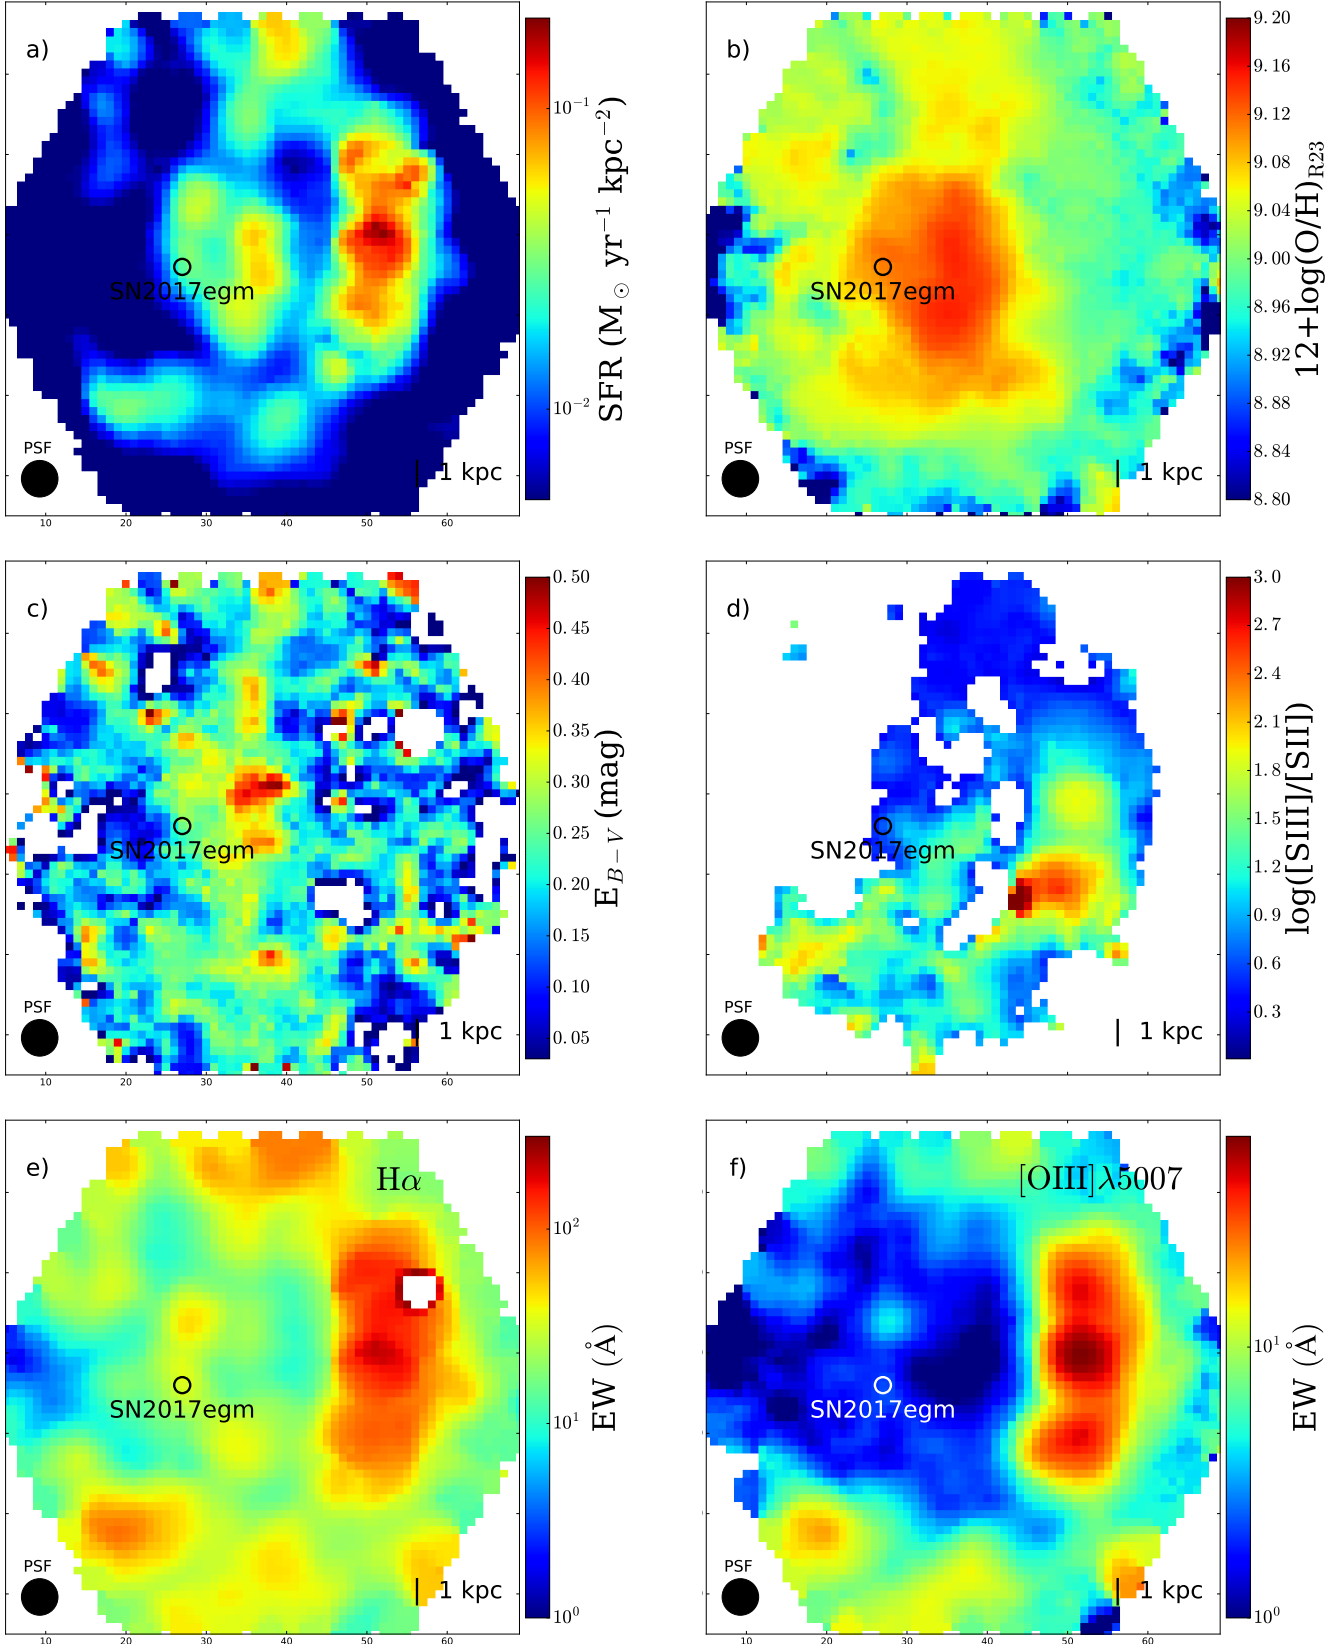 a)
SN2017egm
PSF
1 kpc
10 20 30 40 50 60
10⁻¹
10⁻²
SFR (M⊙ yr⁻¹ kpc⁻²)
b)
SN2017egm
PSF
1 kpc
9.20
9.16
9.12
9.08
9.04
9.00
8.96
8.92
8.88
8.84
8.80
12+log(O/H)R23
c)
SN2017egm
PSF
1 kpc
10 20 30 40 50 60
0.50
0.45
0.40
0.35
0.30
0.25
0.20
0.15
0.10
0.05
E_B−V (mag)
d)
SN2017egm
PSF
1 kpc
3.0
2.7
2.4
2.1
1.8
1.5
1.2
0.9
0.6
0.3
log([SIII]/[SII])
e)
Hα
SN2017egm
PSF
1 kpc
10 20 30 40 50 60
10²
10¹
10⁰
EW (Å)
f)
[OIII]λ5007
SN2017egm
PSF
1 kpc
10 20 30 40 50 60
10¹
10⁰
EW (Å)